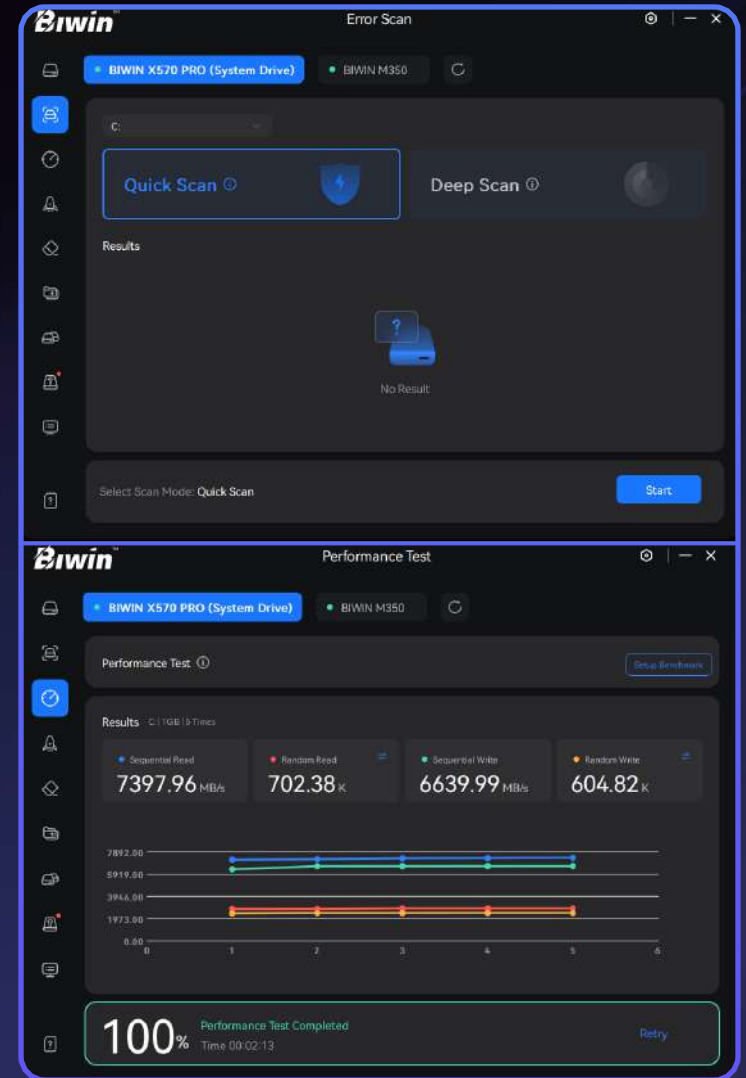 Biwin™
Error Scan
BIWIN X570 PRO (System Drive)
BIWIN M350
C:
Quick Scan
Deep Scan
Results
?
No Result
Select Scan Mode: Quick Scan
Start
Biwin™
Performance Test
BIWIN X570 PRO (System Drive)
BIWIN M350
Performance Test
Setup Benchmark
Results C:|1GB|5 Times
Sequential Read
7397.96 MB/s
Random Read
702.38 K
Sequential Write
6639.99 MB/s
Random Write
604.82 K
7892.00
5919.00
3946.00
1973.00
0.00
0 1 2 3 4 5 6
100%
Performance Test Completed
Time 00:02:13
Retry